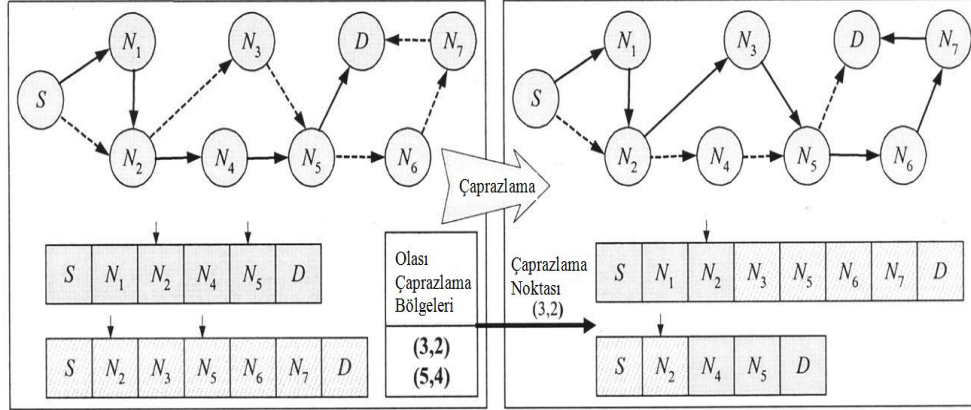 N1 N3 D N7
S
N2 N4 N5 N6
S N1 N2 N4 N5 D
S N2 N3 N5 N6 N7 D
Olası
Çaprazlama
Bölgeleri
(3,2)
(5,4)
Çaprazlama
Çaprazlama
Noktası
(3,2)
N1 N3 D N7
S
N2 N4 N5 N6
S N1 N2 N3 N5 N6 N7 D
S N2 N4 N5 D